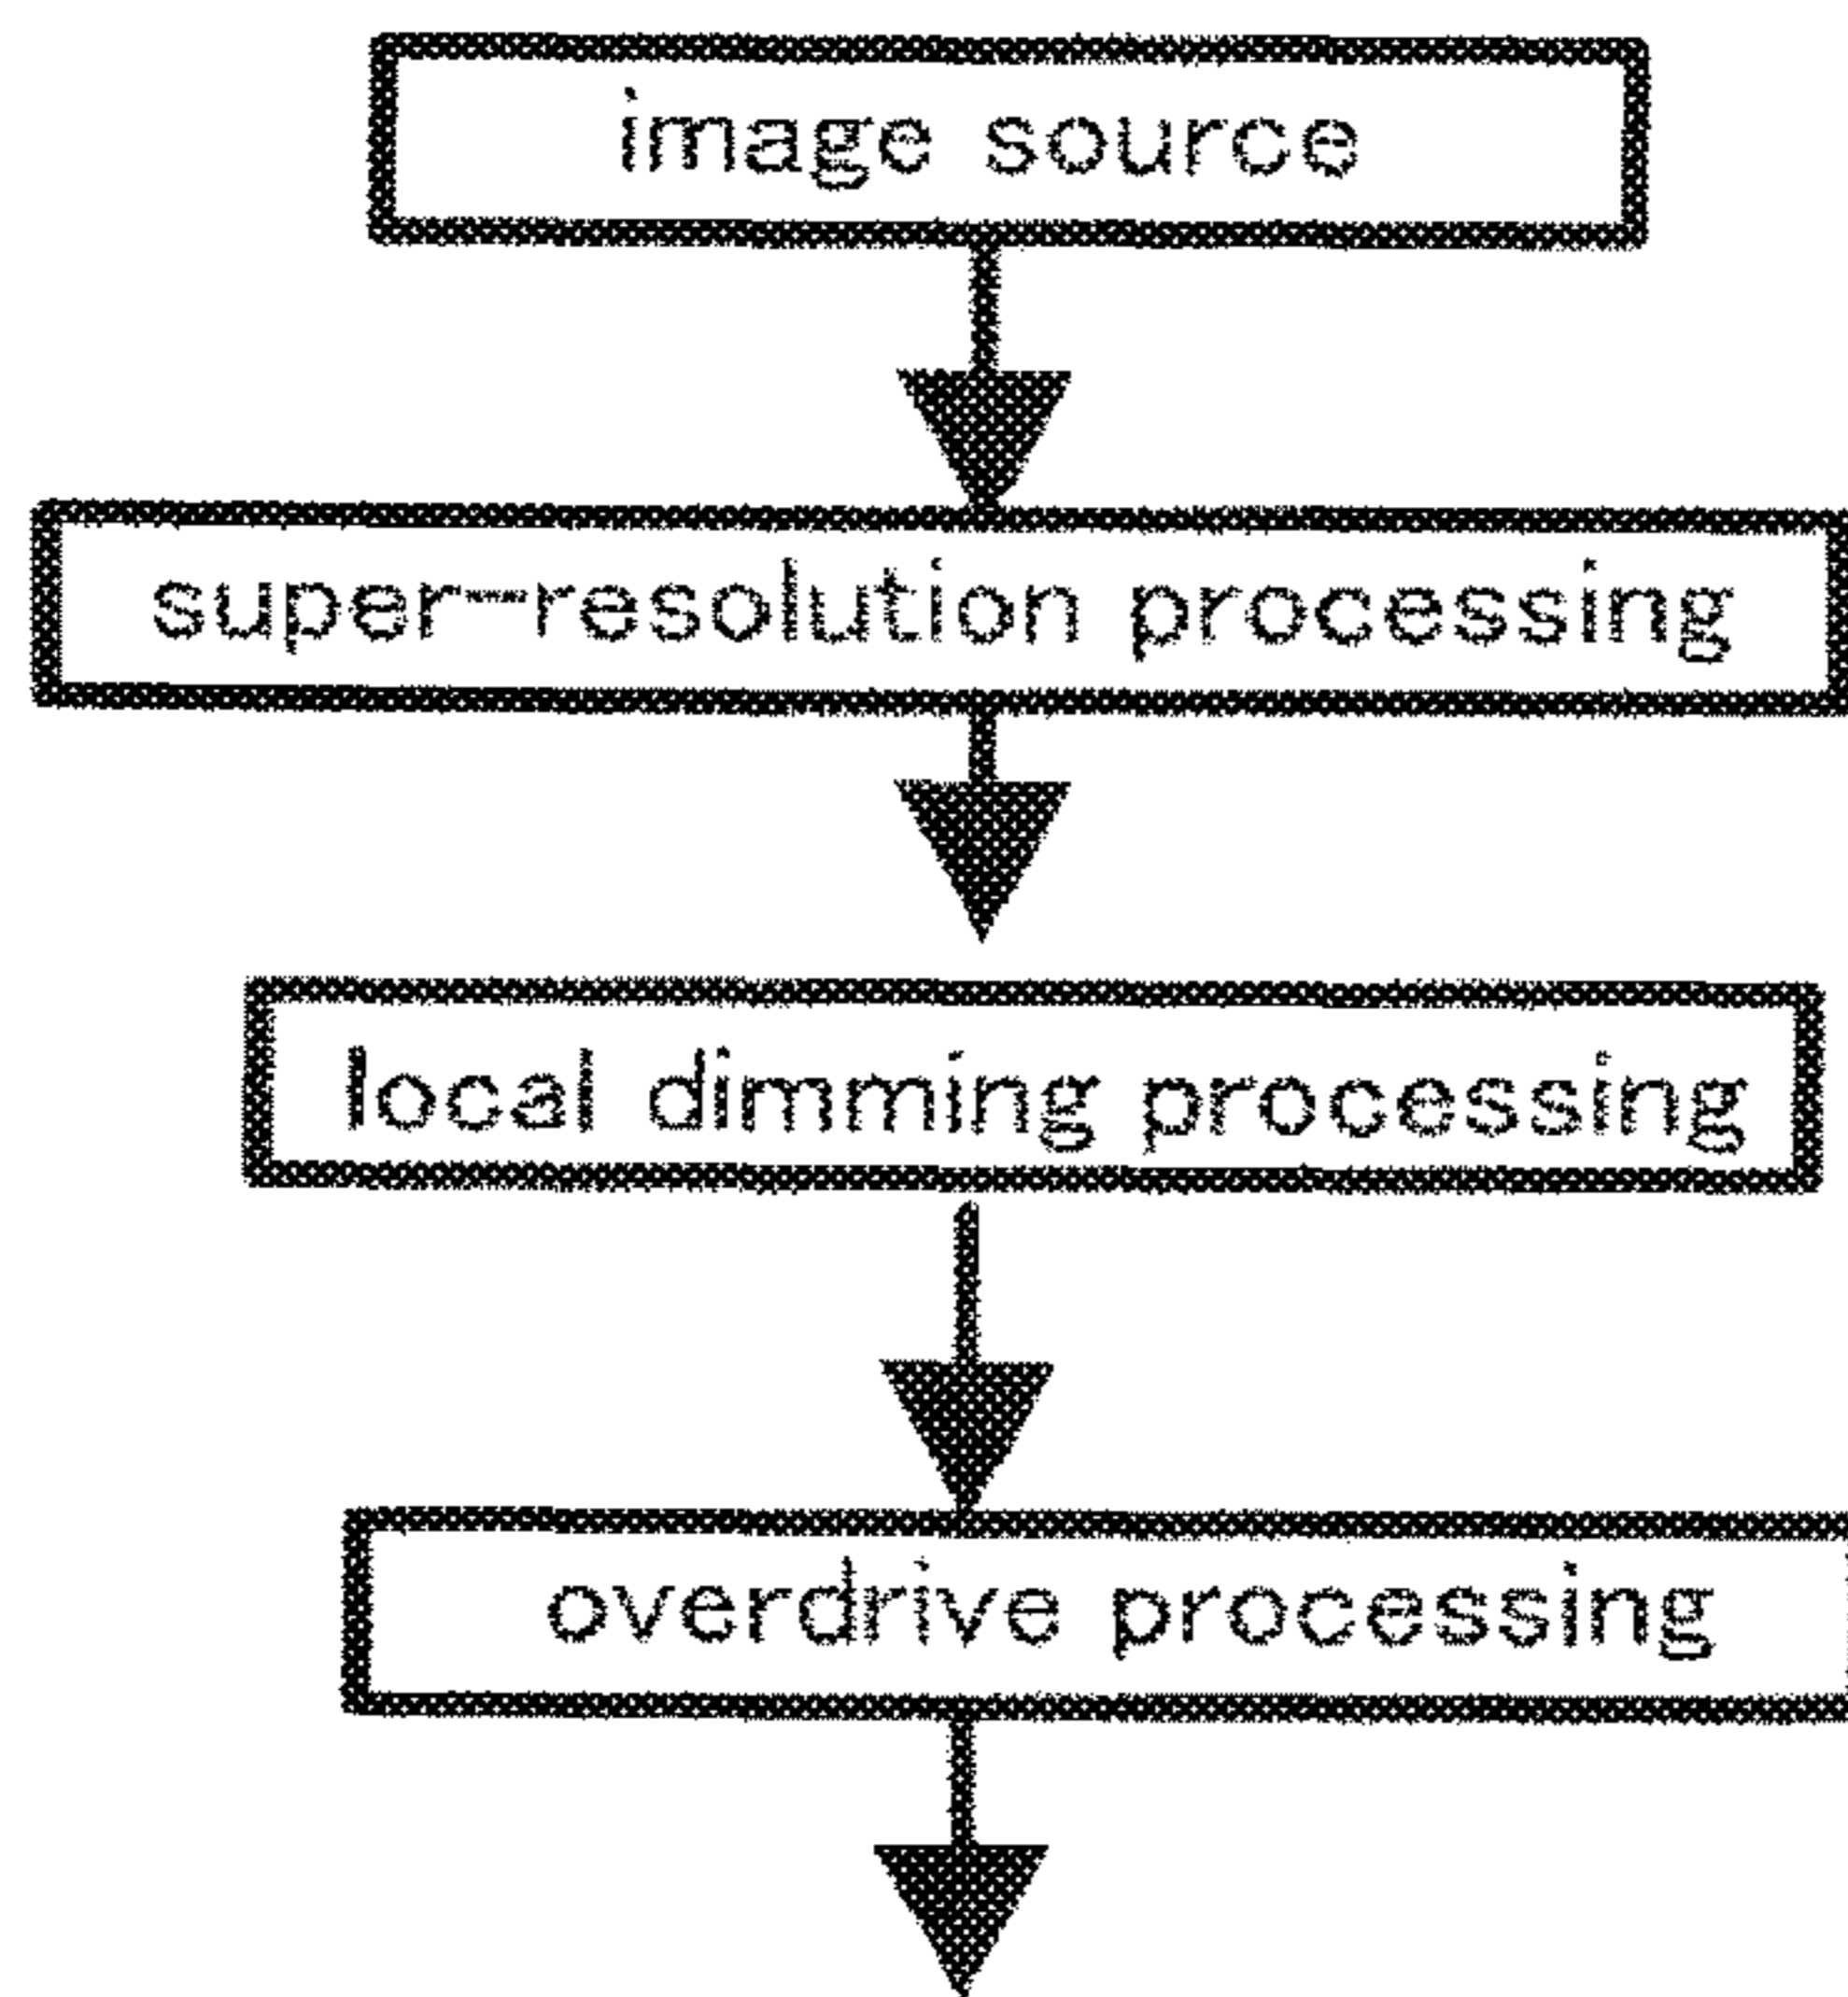 image source
super-resolution processing
local dimming processing
overdrive processing